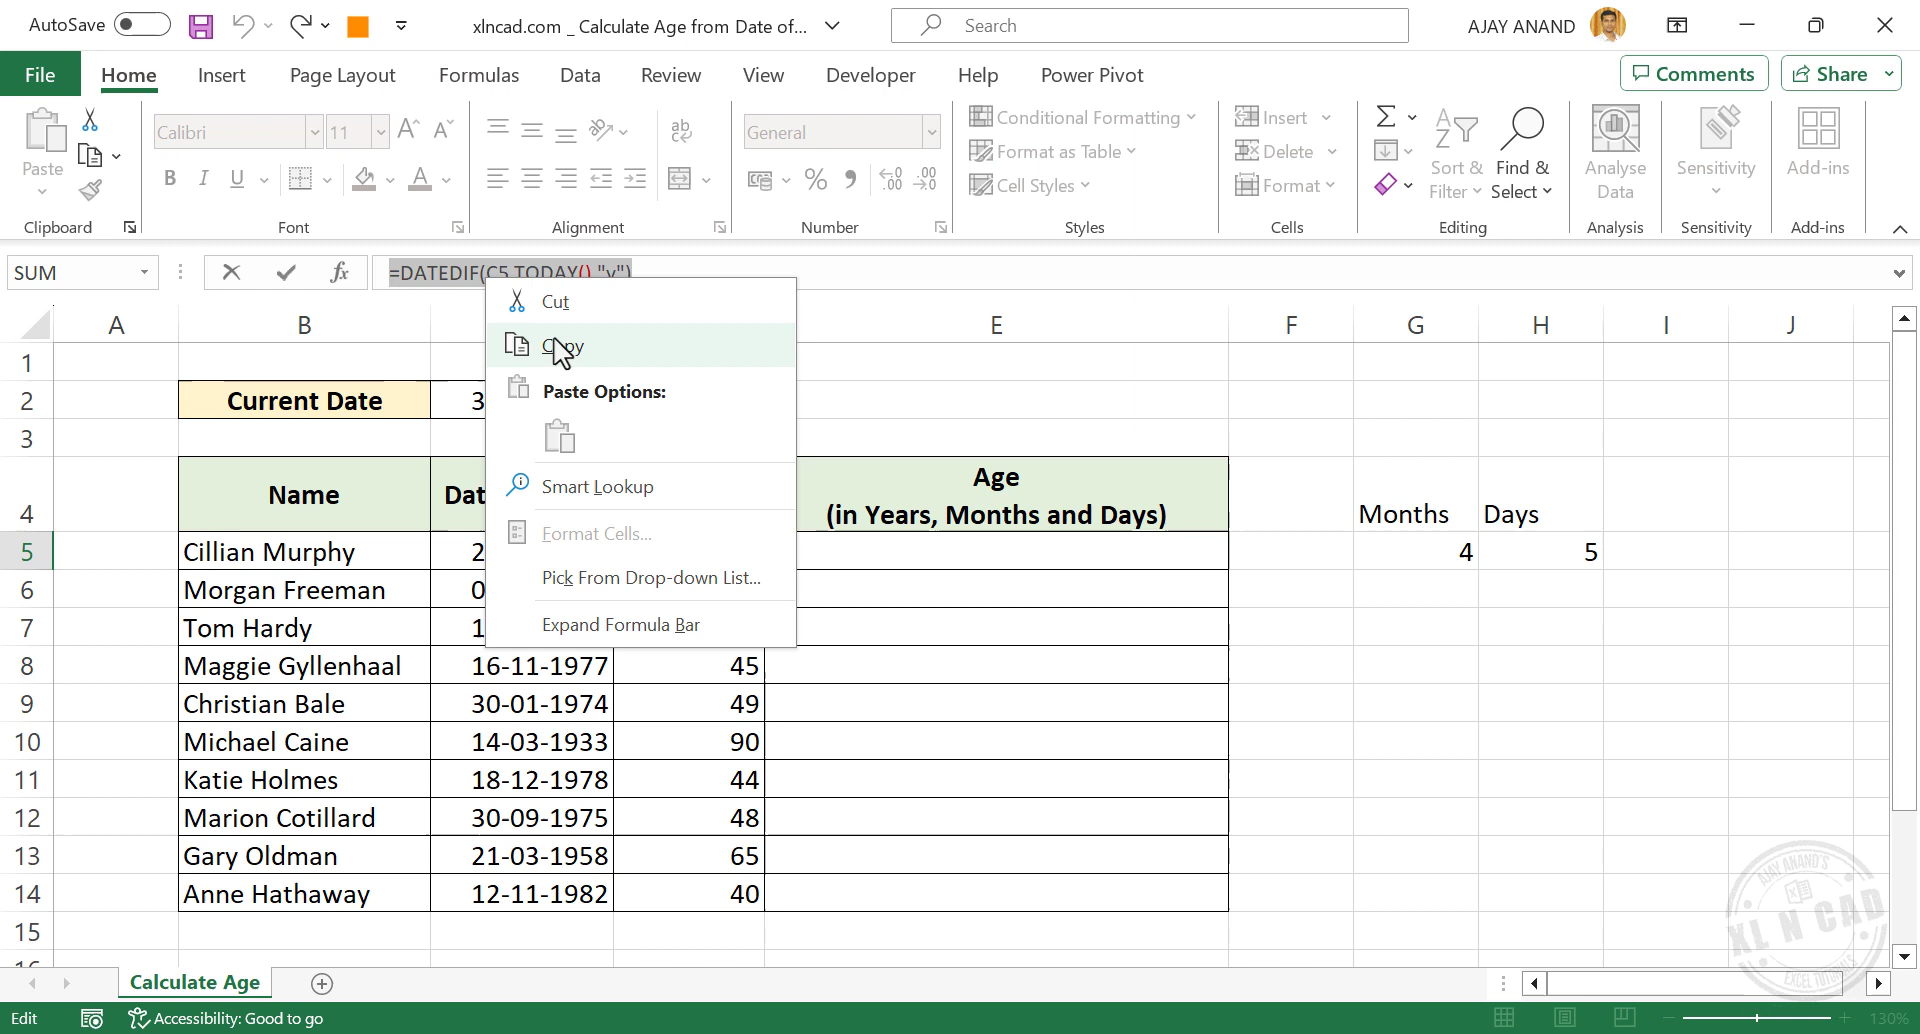 AutoSave
xlncad.com _ Calculate Age from Date of...
Search
AJAY ANAND
File Home Insert Page Layout Formulas Data Review View Developer Help Power Pivot
Comments Share
Paste
Calibri 11
B I U
General
Conditional Formatting
Format as Table
Cell Styles
Insert
Delete
Format
Sort & Filter
Find & Select
Analyse Data
Sensitivity
Add-ins
Clipboard Font Alignment Number Styles Cells Editing Analysis Sensitivity Add-ins
SUM
fx
=DATEDIF(C5,TODAY(),"y")
Cut
Copy
Paste Options:
Smart Lookup
Format Cells...
Pick From Drop-down List...
Expand Formula Bar
A B E F G H I J
1
2 Current Date 3
3
4 Name Dat Age
(in Years, Months and Days) Months Days
5 Cillian Murphy 2 4 5
6 Morgan Freeman 0
7 Tom Hardy 1
8 Maggie Gyllenhaal 16-11-1977 45
9 Christian Bale 30-01-1974 49
10 Michael Caine 14-03-1933 90
11 Katie Holmes 18-12-1978 44
12 Marion Cotillard 30-09-1975 48
13 Gary Oldman 21-03-1958 65
14 Anne Hathaway 12-11-1982 40
15
AJAY ANAND'S
XL N CAD
EXCEL TUTORIALS
Calculate Age
Edit
Accessibility: Good to go
130%